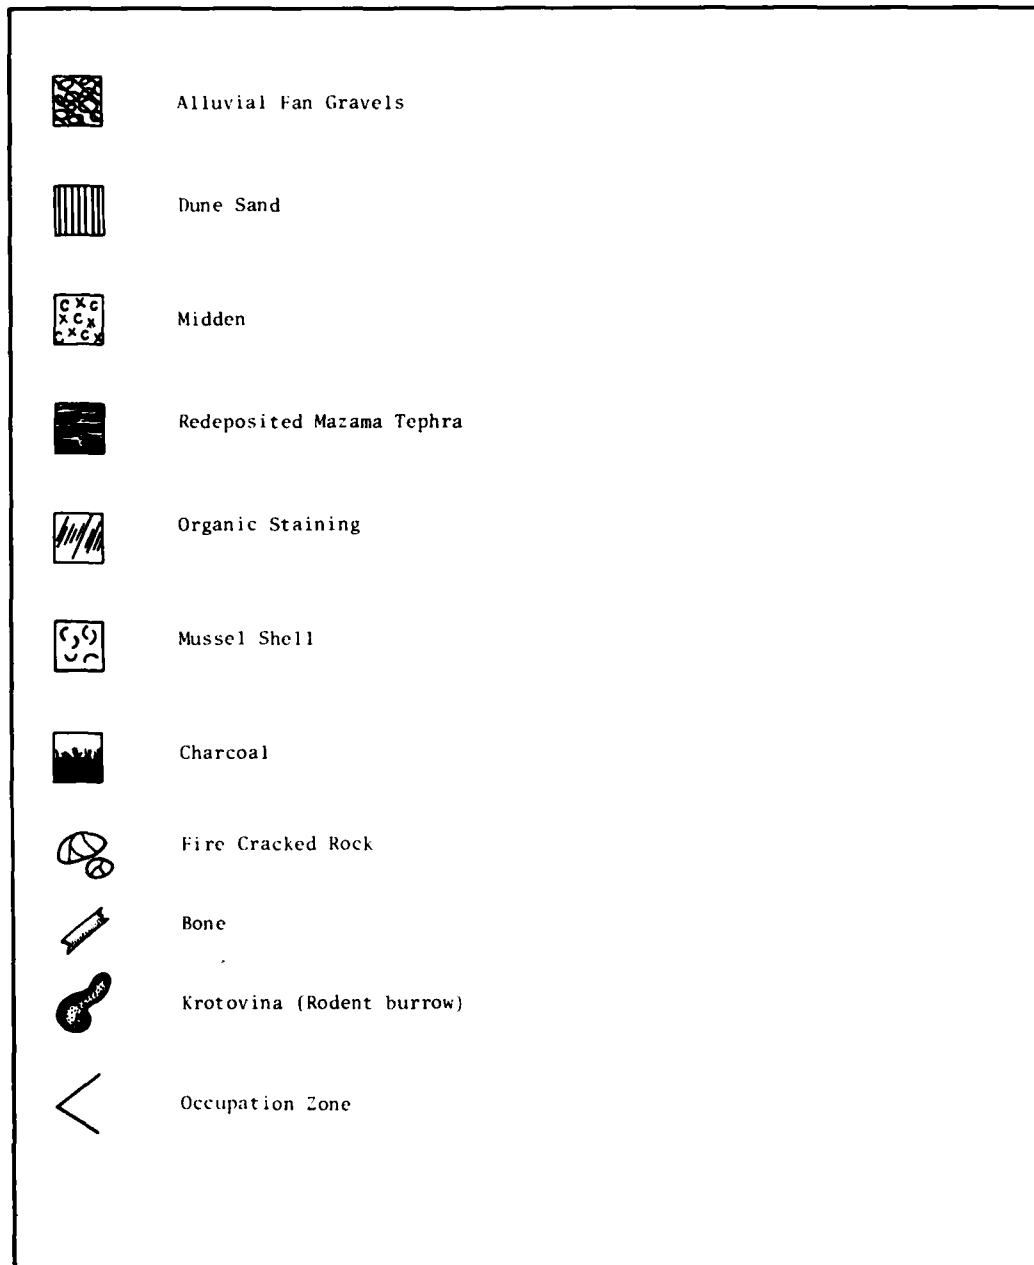 Alluvial Fan Gravels
Dune Sand
Midden
Redeposited Mazama Tephra
Organic Staining
Mussel Shell
Charcoal
Fire Cracked Rock
Bone
Krotovina (Rodent burrow)
Occupation Zone